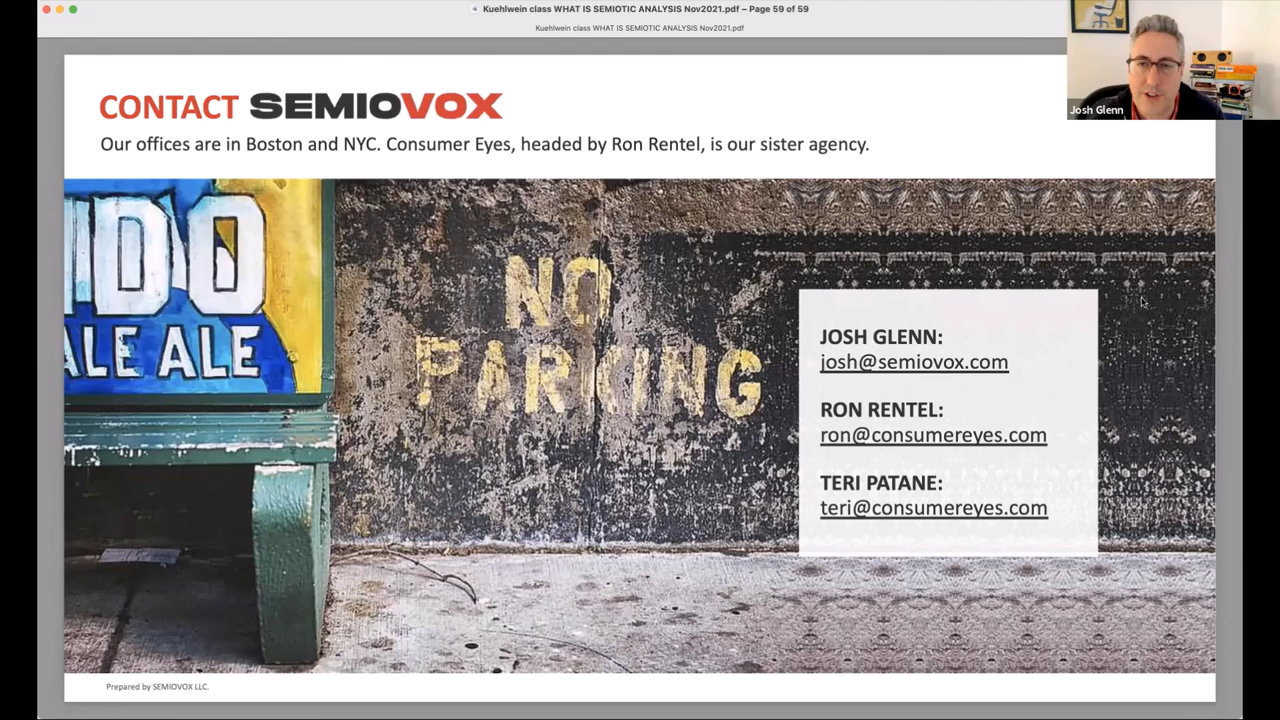 Kuehlwein class WHAT IS SEMIOTIC ANALYSIS Nov2021.pdf – Page 59 of 59
Kuehlwein class WHAT IS SEMIOTIC ANALYSIS Nov2021.pdf
Josh Glenn
CONTACT SEMIOVOX
Our offices are in Boston and NYC. Consumer Eyes, headed by Ron Rentel, is our sister agency.
IDO
ALE ALE
NO
PARKING
JOSH GLENN:
josh@semiovox.com
RON RENTEL:
ron@consumereyes.com
TERI PATANE:
teri@consumereyes.com
Prepared by SEMIOVOX LLC.